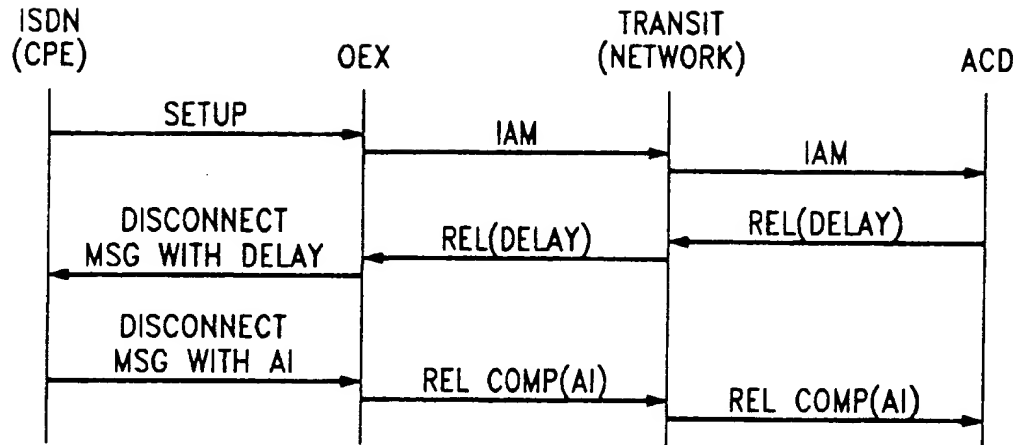 ISDN
(CPE)
OEX
TRANSIT
(NETWORK)
ACD
SETUP
IAM
IAM
DISCONNECT
MSG WITH DELAY
REL(DELAY)
REL(DELAY)
DISCONNECT
MSG WITH AI
REL COMP(AI)
REL COMP(AI)